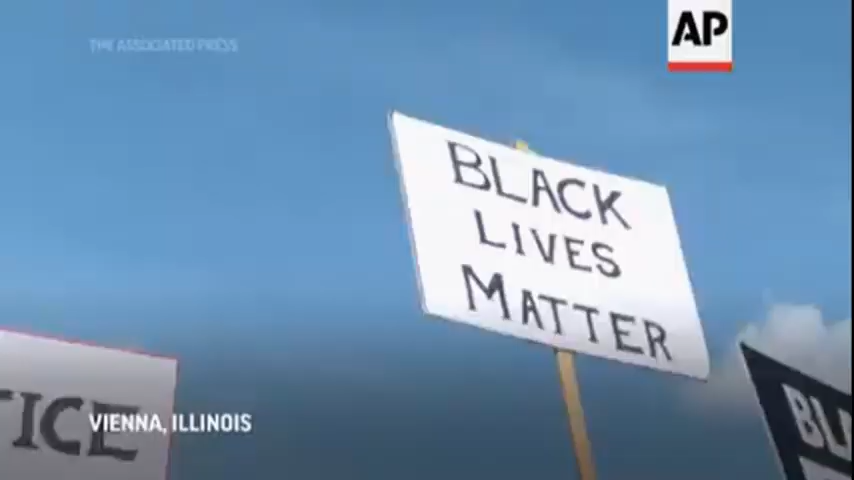 THE ASSOCIATED PRESS
AP
BLACK
LIVES
MATTER
TICE
VIENNA, ILLINOIS
BL